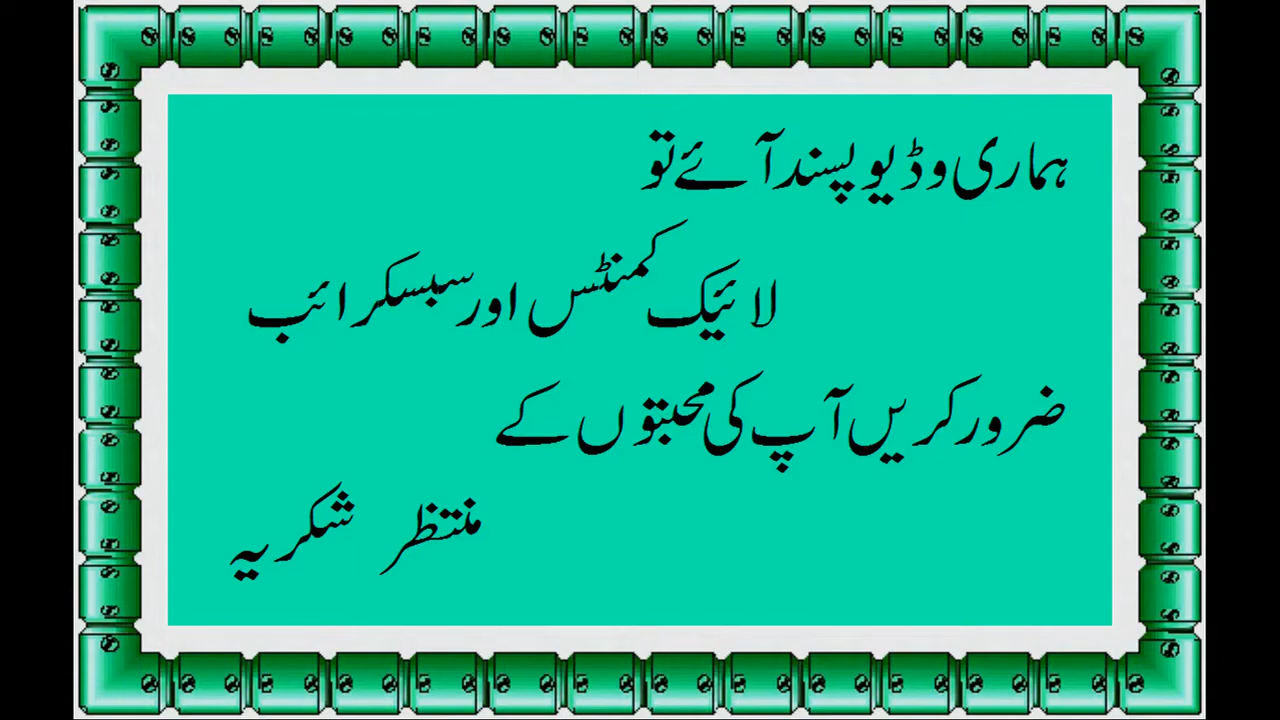 ہماری وڈیو پسند آئے تو
لائیک کمنٹس اور سبسکرائب
ضرور کریں آپ کی محبتوں کے
منتظر شکریہ